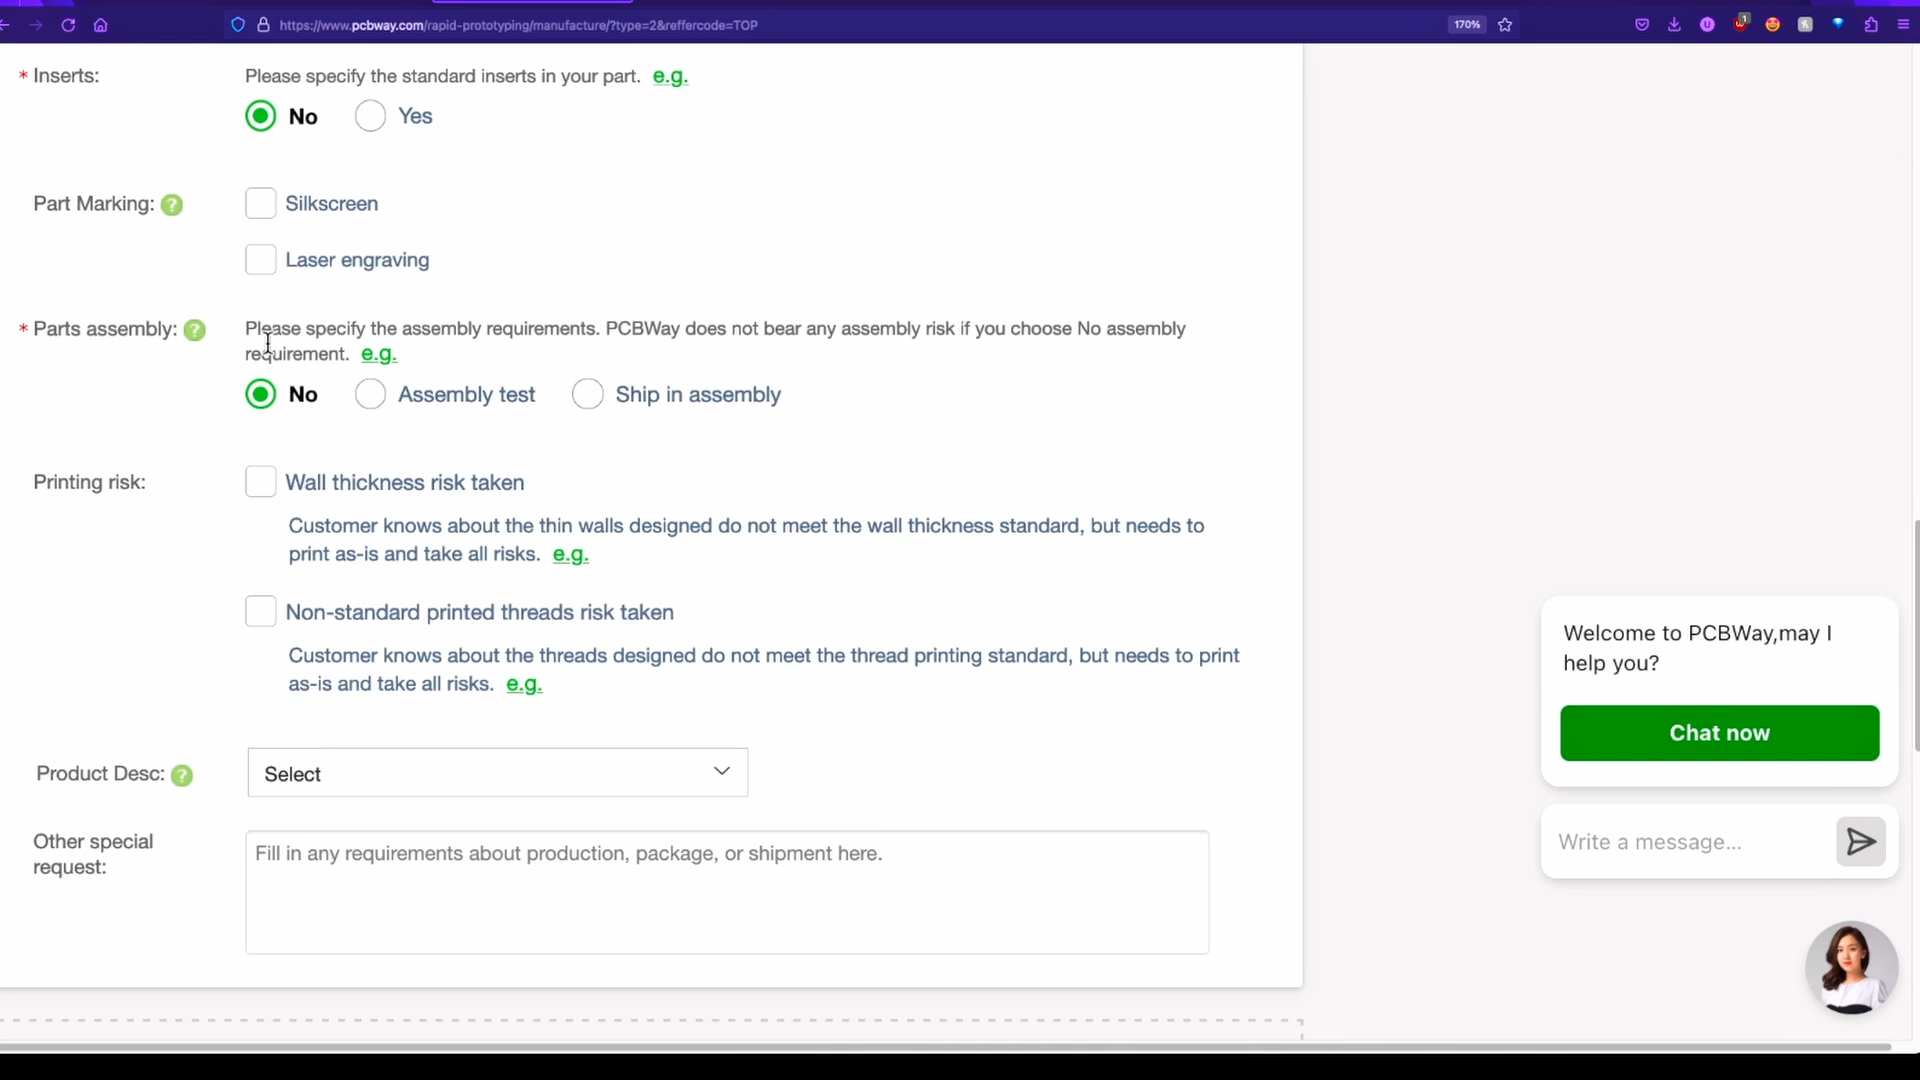 https://www.pcbway.com/rapid-prototyping/manufacture/?type=2&reffercode=TOP
170%
1
* Inserts:
Please specify the standard inserts in your part. e.g.
No Yes
Part Marking: ?
Silkscreen
Laser engraving
* Parts assembly: ?
Please specify the assembly requirements. PCBWay does not bear any assembly risk if you choose No assembly
requirement. e.g.
No Assembly test Ship in assembly
Printing risk:
Wall thickness risk taken
Customer knows about the thin walls designed do not meet the wall thickness standard, but needs to
print as-is and take all risks. e.g.
Non-standard printed threads risk taken
Customer knows about the threads designed do not meet the thread printing standard, but needs to print
as-is and take all risks. e.g.
Product Desc: ?
Select
Other special
request:
Fill in any requirements about production, package, or shipment here.
Welcome to PCBWay,may I
help you?
Chat now
Write a message...